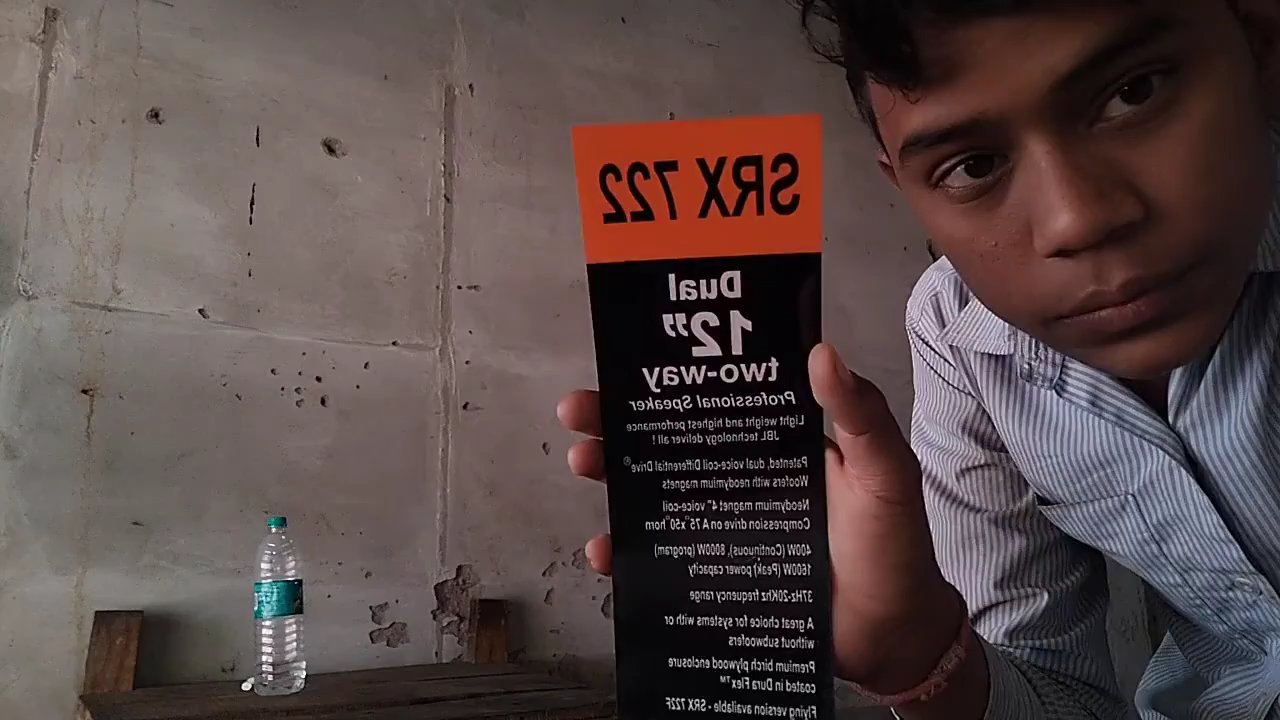 SRX 722
Dual
12”
two-way
Professional Speaker
Light weight and highest performance
JBL technology deliver all !
Patented, dual voice-coil Differential Drive®
Woofers with neodymium magnets
Neodymium magnet 4" voice-coil
Compression drive on A 75°x50° horn
400W (Continuous), 8000W (program)
1600W (Peak) power capacity
37Hz-20Khz frequency range
A great choice for systems with or
without subwoofers
Premium birch plywood enclosure
coated in Dura Flex™
Flying version available - SRX 722F